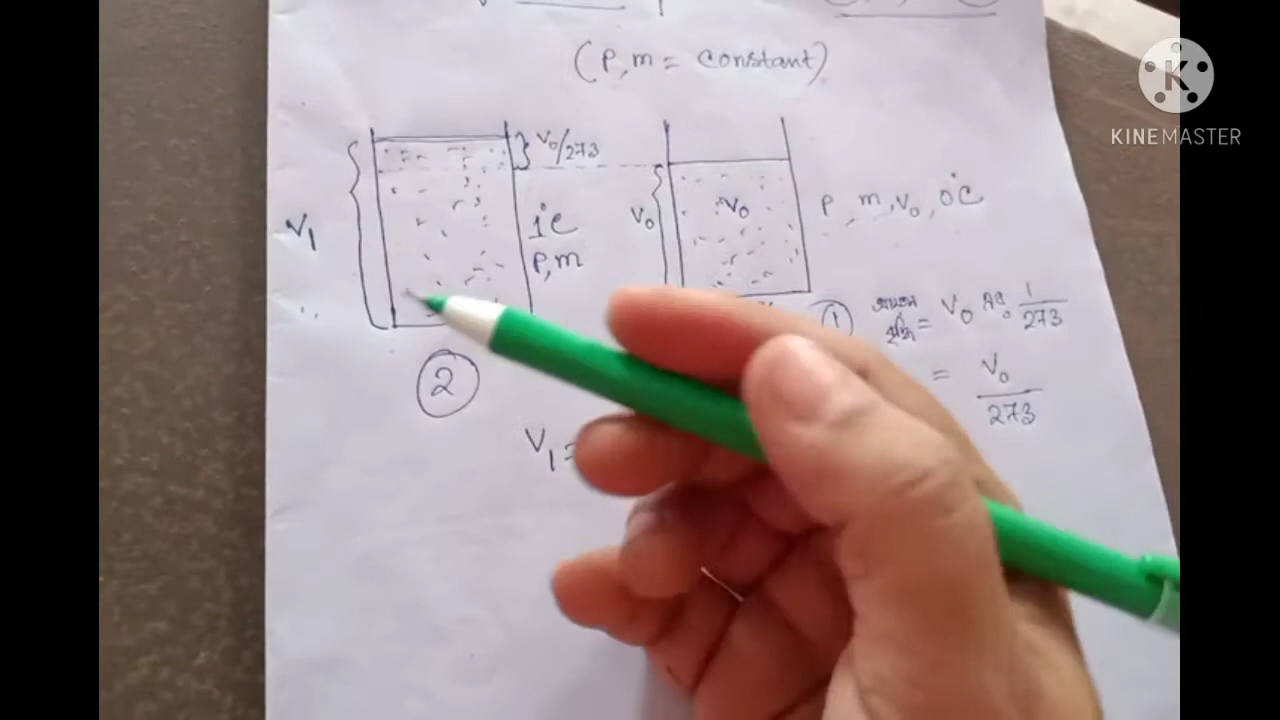 (P, m = constant)
K
KINEMASTER
V₀/273
V₁
1°C
P, m
V₀
V₀
P, m, V₀, 0°C
2
1
= V₀ এর 1/273
= V₀/273
V₁ =